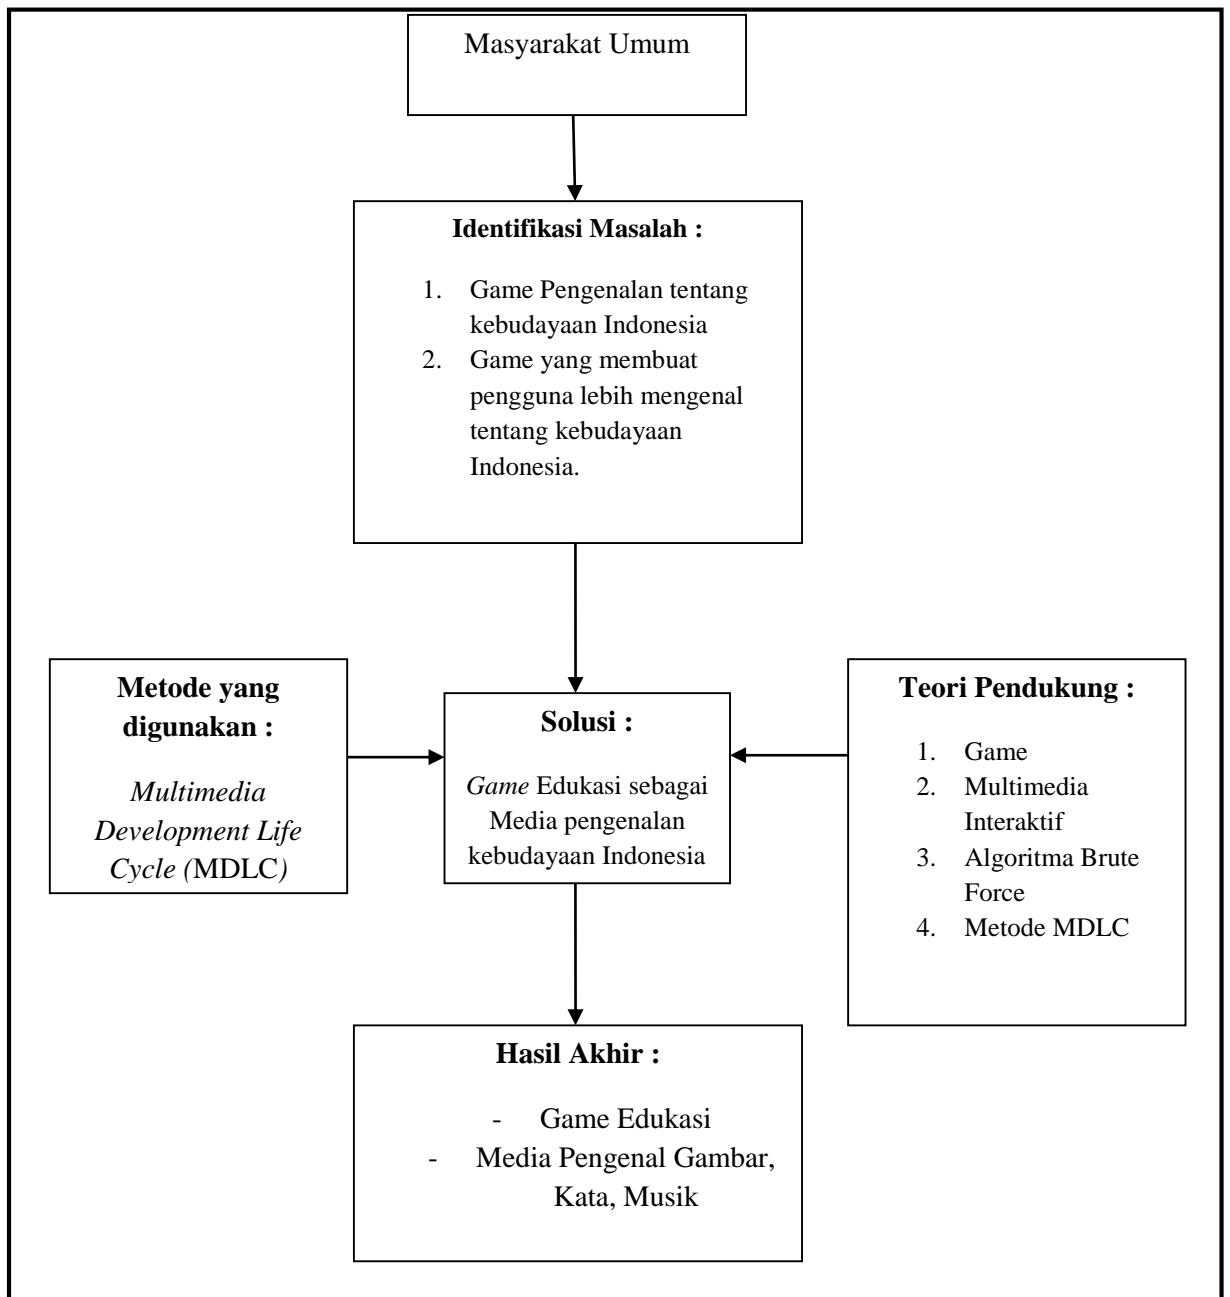 Masyarakat Umum
Identifikasi Masalah :
1. Game Pengenalan tentang
kebudayaan Indonesia
2. Game yang membuat
pengguna lebih mengenal
tentang kebudayaan
Indonesia.
Metode yang
digunakan :
Multimedia
Development Life
Cycle (MDLC)
Solusi :
Game Edukasi sebagai
Media pengenalan
kebudayaan Indonesia
Teori Pendukung :
1. Game
2. Multimedia
Interaktif
3. Algoritma Brute
Force
4. Metode MDLC
Hasil Akhir :
- Game Edukasi
- Media Pengenal Gambar,
Kata, Musik